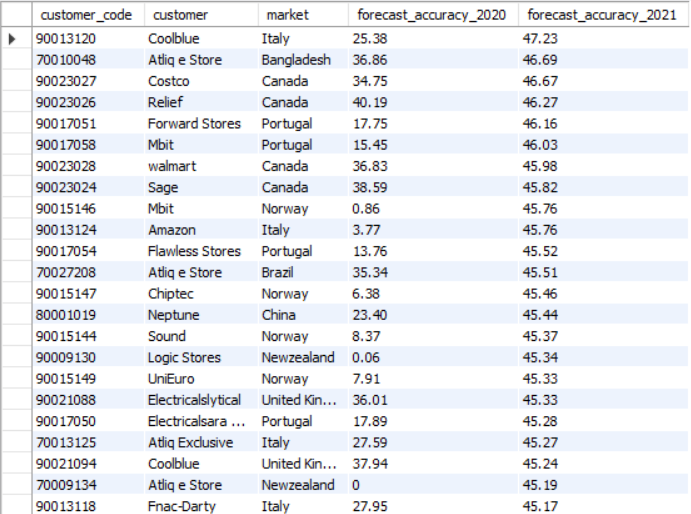 customer_code customer market forecast_accuracy_2020 forecast_accuracy_2021
90013120 Coolblue Italy 25.38 47.23
70010048 Atliq e Store Bangladesh 36.86 46.69
90023027 Costco Canada 34.75 46.67
90023026 Relief Canada 40.19 46.27
90017051 Forward Stores Portugal 17.75 46.16
90017058 Mbit Portugal 15.45 46.03
90023028 walmart Canada 36.83 45.98
90023024 Sage Canada 38.59 45.82
90015146 Mbit Norway 0.86 45.76
90013124 Amazon Italy 3.77 45.76
90017054 Flawless Stores Portugal 13.76 45.52
70027208 Atliq e Store Brazil 35.34 45.51
90015147 Chiptec Norway 6.38 45.46
80001019 Neptune China 23.40 45.44
90015144 Sound Norway 8.37 45.37
90009130 Logic Stores Newzealand 0.06 45.34
90015149 UniEuro Norway 7.91 45.33
90021088 Electricalslytical United Kin... 36.01 45.33
90017050 Electricalsara ... Portugal 17.89 45.28
70013125 Atliq Exclusive Italy 27.59 45.27
90021094 Coolblue United Kin... 37.94 45.24
70009134 Atliq e Store Newzealand 0 45.19
90013118 Fnac-Darty Italy 27.95 45.17